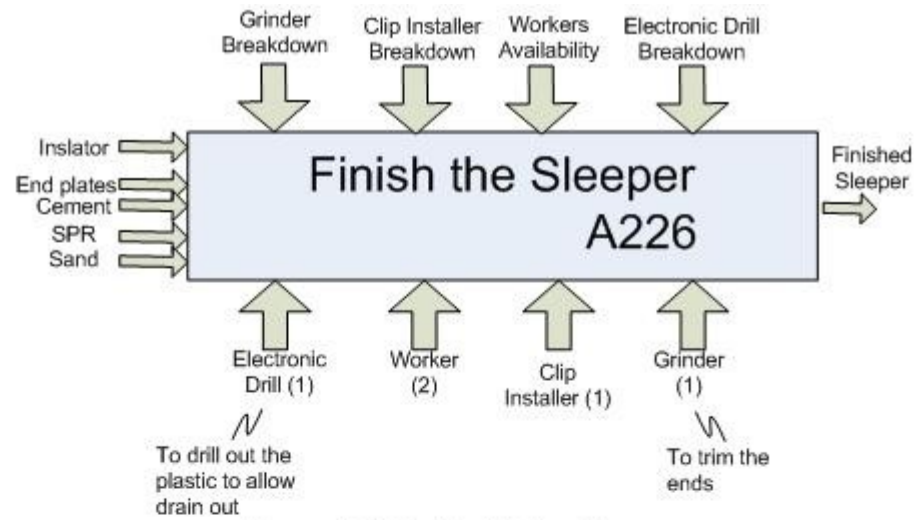 Grinder
Breakdown
Clip Installer
Breakdown
Workers
Availability
Electronic Drill
Breakdown
Inslator
End plates
Cement
SPR
Sand
Finish the Sleeper
A226
Finished
Sleeper
Electronic
Drill (1)
Worker
(2)
Clip
Installer (1)
Grinder
(1)
To drill out the
plastic to allow
drain out
To trim the
ends